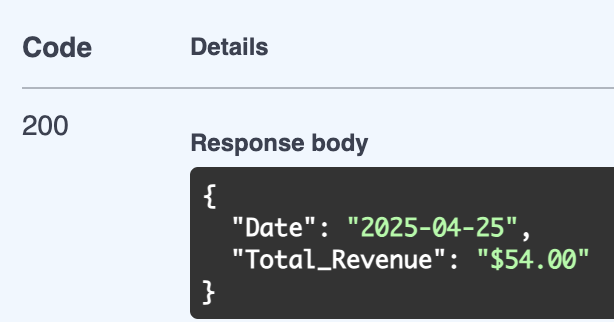 Code Details
200
Response body
{
"Date": "2025-04-25",
"Total_Revenue": "$54.00"
}